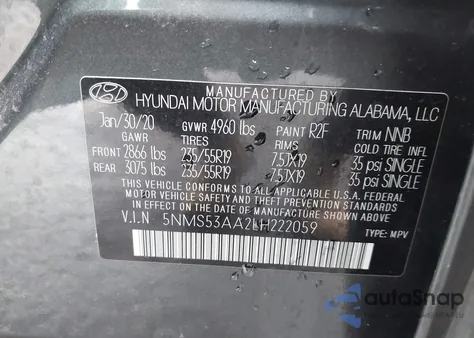 MANUFACTURED BY
HYUNDAI MOTOR MANUFACTURING ALABAMA, LLC
Jan/30/20 GVWR 4960 lbs PAINT R2F TRIM NNB
GAWR TIRES RIMS COLD TIRE INFL
FRONT 2866 lbs 235/55R19 7.5JX19 35 psi SINGLE
REAR 3075 lbs 235/55R19 7.5JX19 35 psi SINGLE
THIS VEHICLE CONFORMS TO ALL APPLICABLE U.S.A. FEDERAL
MOTOR VEHICLE SAFETY, BUMPER, AND THEFT PREVENTION
STANDARDS IN EFFECT ON THE DATE OF MANUFACTURE SHOWN ABOVE.
V.I.N 5NMS53AA2LH222059
TYPE: MPV
autoSnap